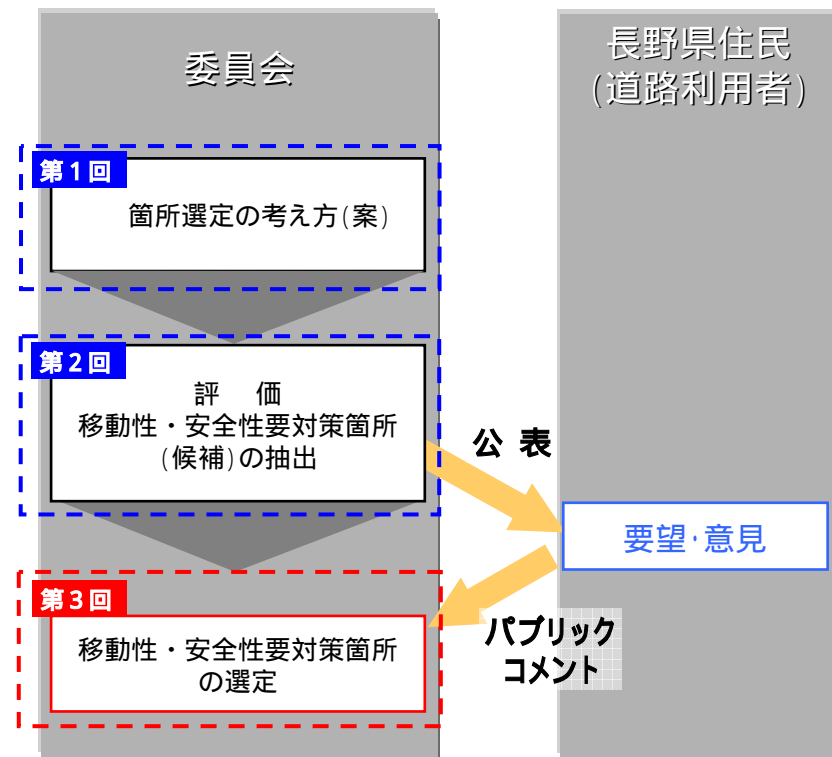 委員会
長野県住民
(道路利用者)
第1回
箇所選定の考え方(案)
第2回
評　価
移動性・安全性要対策箇所
(候補)の抽出
公 表
要望・意見
パブリック
コメント
第3回
移動性・安全性要対策箇所
の選定